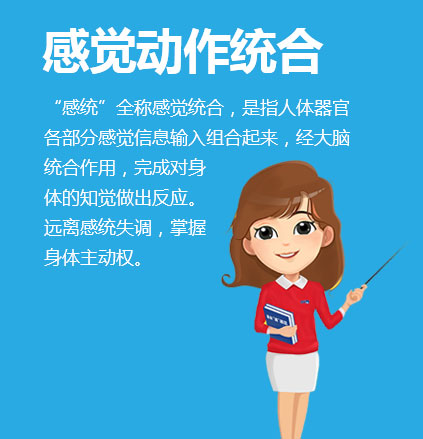 感觉动作统合
“感统”全称感觉统合，是指人体器官
各部分感觉信息输入组合起来，经大脑
统合作用，完成对身
体的知觉做出反应。
远离感统失调，掌握
身体主动权。